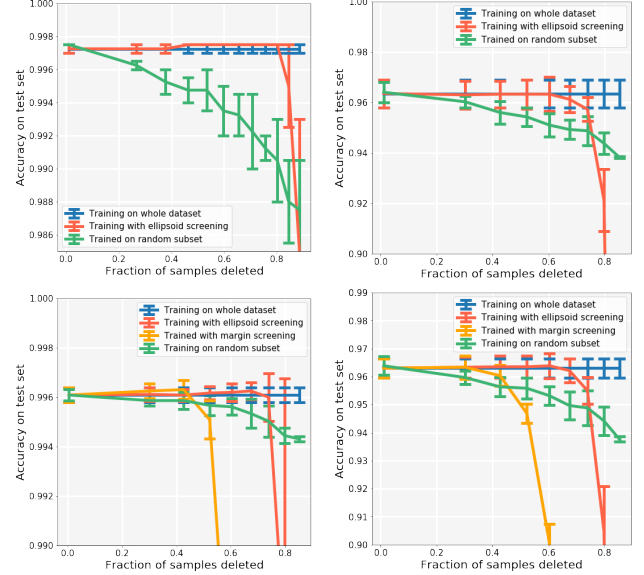 1.000
0.998
0.996
0.994
0.992
0.990
0.988
0.986
Accuracy on test set
Training on whole dataset
Training with ellipsoid screening
Trained on random subset
0.0 0.2 0.4 0.6 0.8
Fraction of samples deleted
1.00
0.98
0.96
0.94
0.92
0.90
Accuracy on test set
Training on whole dataset
Training with ellipsoid screening
Trained on random subset
0.0 0.2 0.4 0.6 0.8
Fraction of samples deleted
1.000
0.998
0.996
0.994
0.992
0.990
Accuracy on test set
Training on whole dataset
Training with ellipsoid screening
Trained with margin screening
Training on random subset
0.0 0.2 0.4 0.6 0.8
Fraction of samples deleted
0.99
0.98
0.97
0.96
0.95
0.94
0.93
0.92
0.91
0.90
Accuracy on test set
Training on whole dataset
Training with ellipsoid screening
Trained with margin screening
Training on random subset
0.0 0.2 0.4 0.6 0.8
Fraction of samples deleted